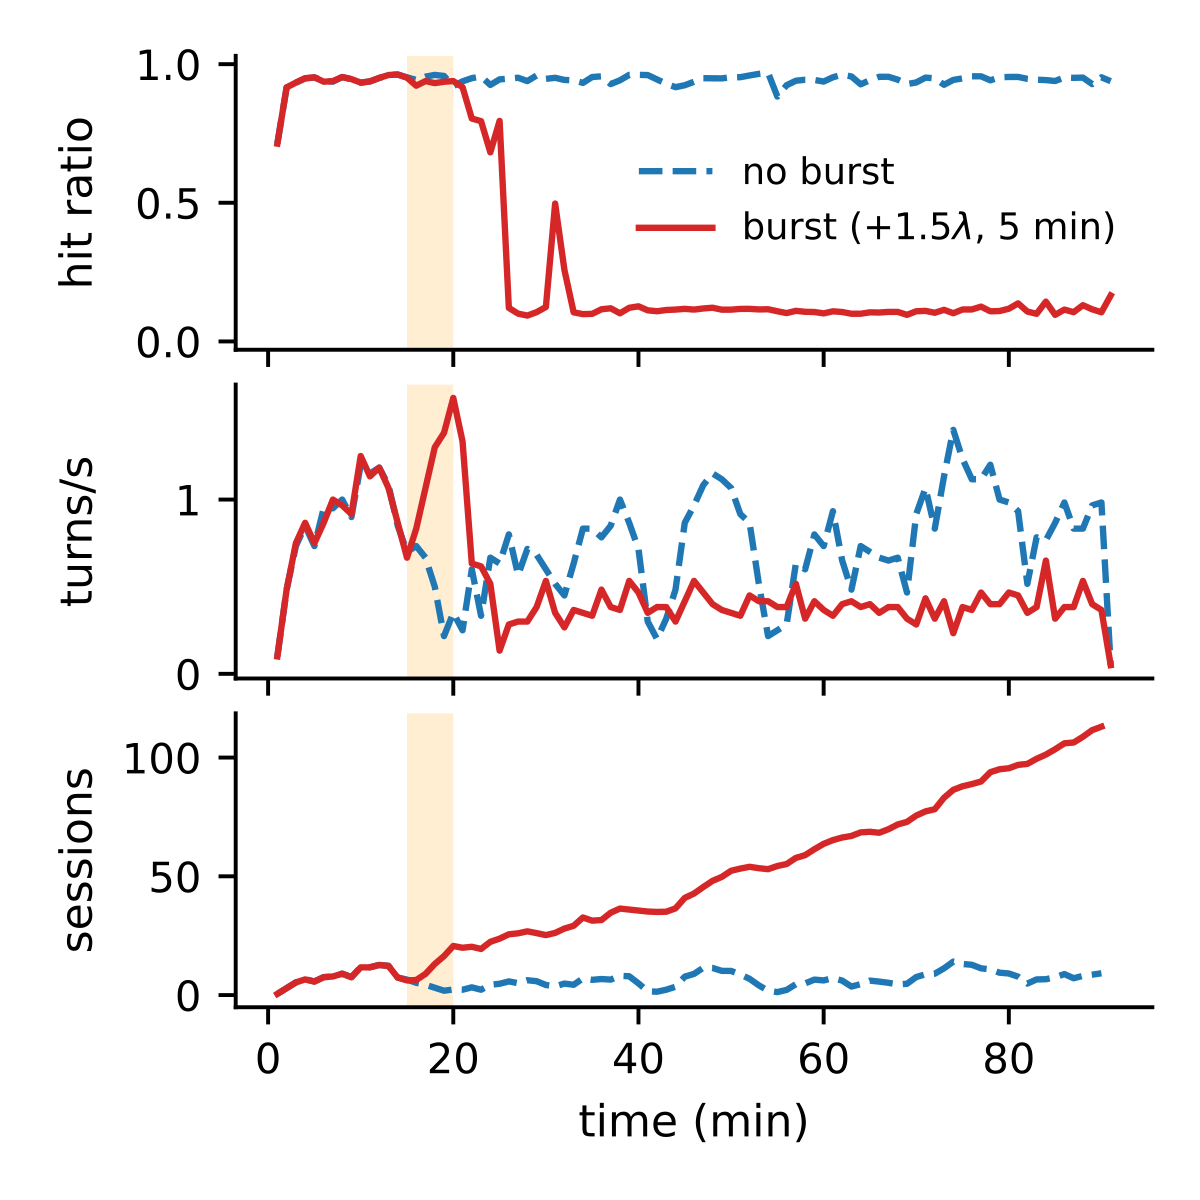 hit ratio
1.0
0.5
0.0
no burst
burst (+1.5λ, 5 min)
turns/s
1
0
sessions
100
50
0
0 20 40 60 80
time (min)